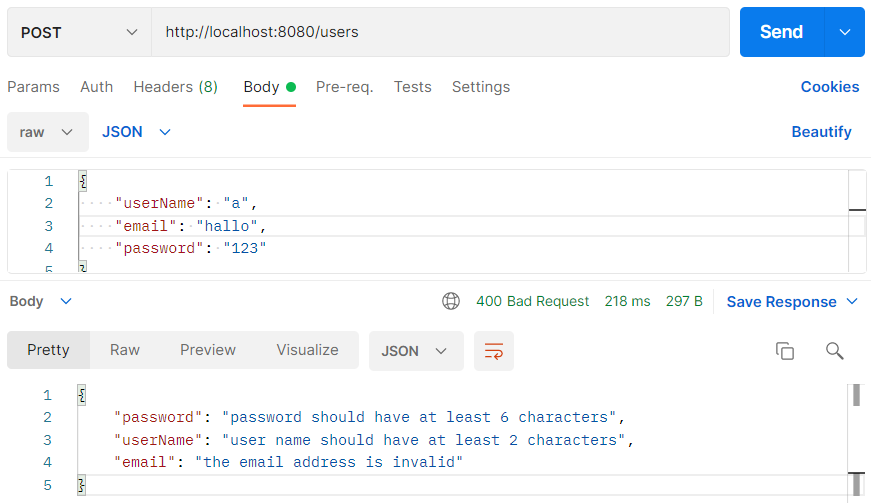 POST http://localhost:8080/users Send
Params Auth Headers (8) Body Pre-req. Tests Settings Cookies
raw JSON Beautify
1 {
2 "userName": "a",
3 "email": "hallo",
4 "password": "123"
5 }
Body 400 Bad Request 218 ms 297 B Save Response
Pretty Raw Preview Visualize JSON
1 {
2 "password": "password should have at least 6 characters",
3 "userName": "user name should have at least 2 characters",
4 "email": "the email address is invalid"
5 }